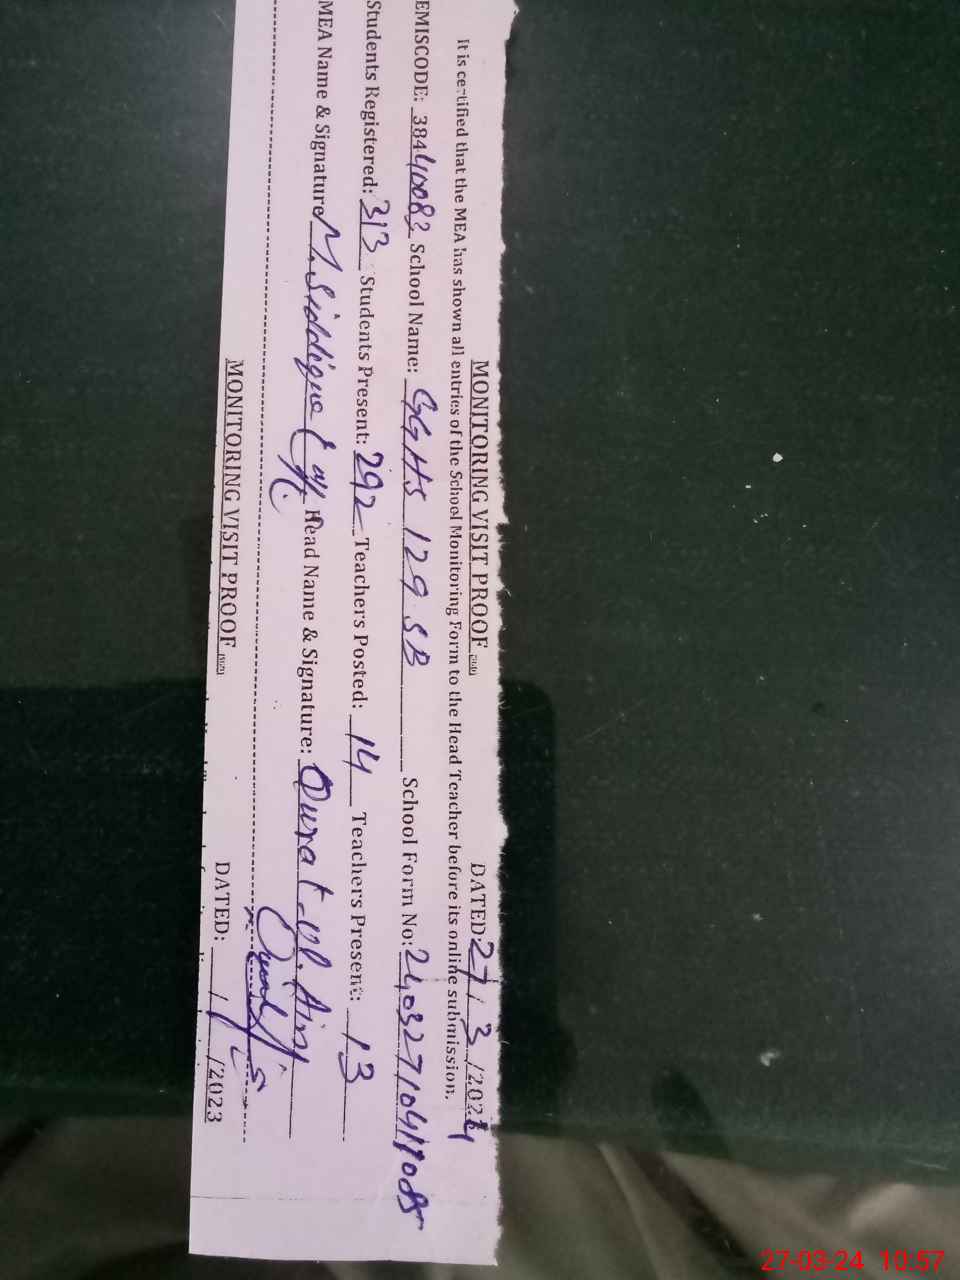 MONITORING VISIT PROOF DATED: 27/3/2024
It is certified that the MEA has shown all entries of the School Monitoring Form to the Head Teacher before its online submission.
EMISCODE: 38440083 School Name: GGHS 129 SB School Form No:
Students Registered: 313 Students Present: 292 Teachers Posted: 14 Teachers Present: 13
MEA Name & Signature M. Siddique Head Name & Signature: Qurat.ul.Ain
MONITORING VISIT PROOF DATED: __/__/2023
27-03-24 10:57